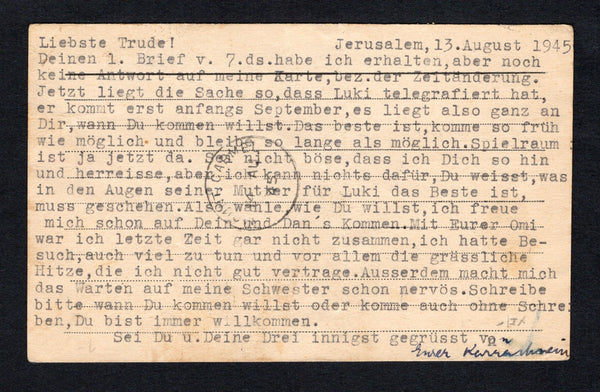 Liebste Trude! Jerusalem, 13.August 1945
Deinen l. Brief v. 7.ds.habe ich erhalten,aber noch
keine Antwort auf meine Karte,bez.der Zeitänderung.
Jetzt liegt die Sache so,dass Luki telegrafiert hat,
er kommt erst anfangs September,es liegt also ganz an
Dir,wann Du kommen willst.Das beste ist,komme so früh
wie möglich und bleibe so lange als möglich.Spielraum
ist ja jetzt da. Sei nicht böse,dass ich Dich so hin
und herreisse,aber ich kann nichts dafür,Du weisst,was
in den Augen seiner Mutter für Luki das Beste ist,
muss geschehen.Also wähle wie Du willst,ich freue
mich schon auf Dein und Dan's Kommen.Mit Eurer Omi
war ich letzte Zeit gar nicht zusammen,ich hatte Be-
such,auch viel zu tun und vor allem die grässliche
Hitze,die ich nicht gut vertrage.Ausserdem macht mich
das warten auf meine Schwester schon nervös.Schreibe
bitte wann Du kommen willst oder komme auch ohne Schrei
ben,Du bist immer willkommen.
Sei Du u.Deine Drei innigst gegrüsst von
Eurer